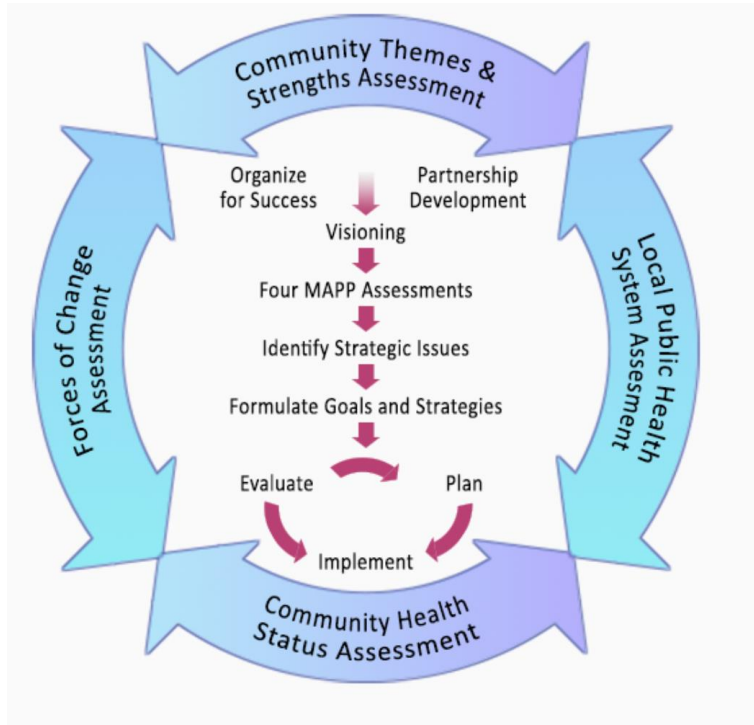 Community Themes &
Strengths Assessment
Organize
for Success
Partnership
Development
Visioning
Four MAPP Assessments
Identify Strategic Issues
Formulate Goals and Strategies
Evaluate
Plan
Implement
Forces of Change
Assessment
Local Public Health
System Assesment
Community Health
Status Assessment